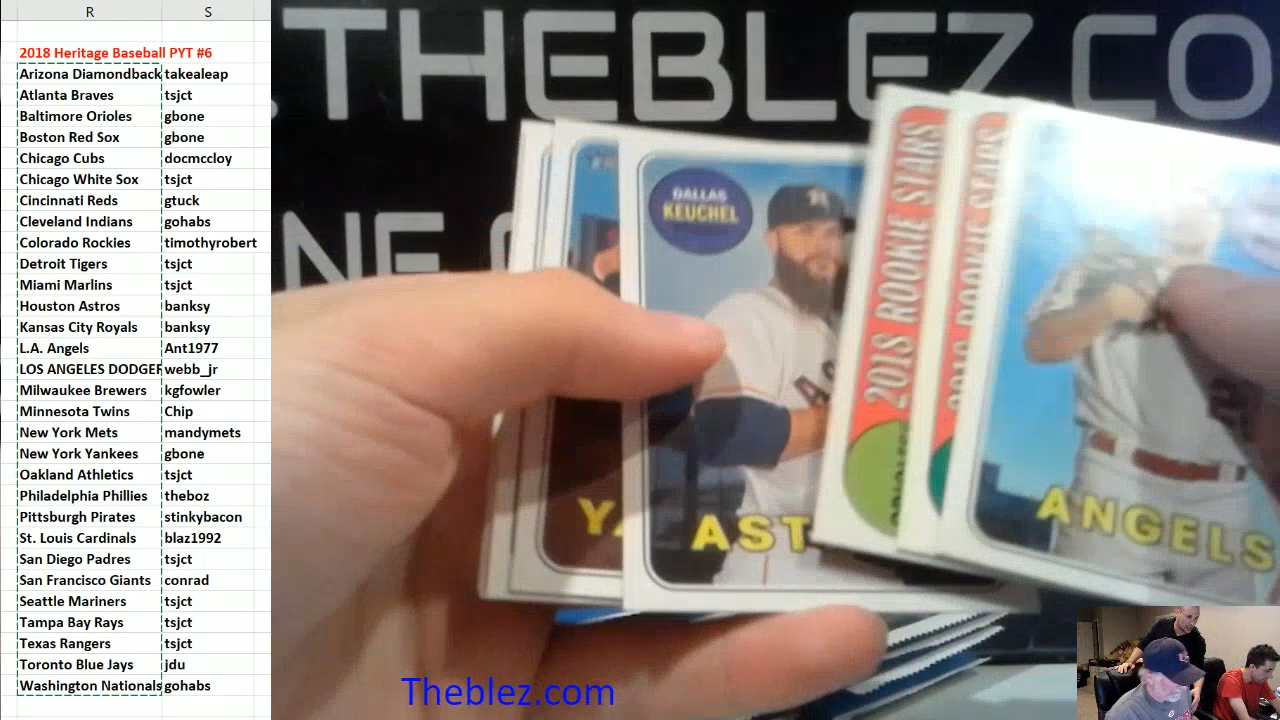 R S
2018 Heritage Baseball PYT #6
Arizona Diamondback takealeap
Atlanta Braves tsjct
Baltimore Orioles gbone
Boston Red Sox gbone
Chicago Cubs docmccloy
Chicago White Sox tsjct
Cincinnati Reds gtuck
Cleveland Indians gohabs
Colorado Rockies timothyrobert
Detroit Tigers tsjct
Miami Marlins tsjct
Houston Astros banksy
Kansas City Royals banksy
L.A. Angels Ant1977
LOS ANGELES DODGER webb_jr
Milwaukee Brewers kgfowler
Minnesota Twins Chip
New York Mets mandymets
New York Yankees gbone
Oakland Athletics tsjct
Philadelphia Phillies theboz
Pittsburgh Pirates stinkybacon
St. Louis Cardinals blaz1992
San Diego Padres tsjct
San Francisco Giants conrad
Seattle Mariners tsjct
Tampa Bay Rays tsjct
Texas Rangers tsjct
Toronto Blue Jays jdu
Washington Nationals gohabs
.THEBLEZ.CO
NE
DALLAS
KEUCHEL
AST
2018 ROOKIE STARS
2018 ROOKIE STARS
ANGELS
Theblez.com